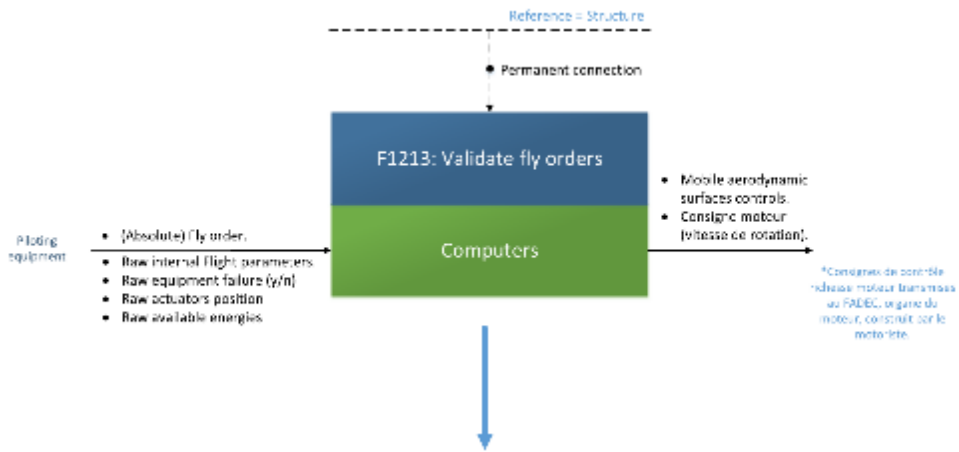 Reference = Structure
Permanent connection
F1213: Validate fly orders
Computers
Piloting
equipment
(Absolute) Fly order.
Raw internal Flight parameters
Raw equipment failure (y/n)
Raw actuators position
Raw available energies
Mobile aerodynamic
surfaces controls.
Consigne moteur
(vitesse de rotation).
*Consignes de contrôle
richesse moteur transmises
au FADEC, organe du
moteur, construit par le
motoriste.